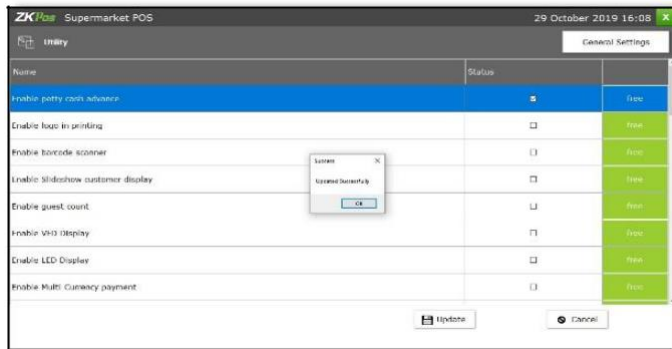 ZKPos Supermarket POS 29 October 2019 16:08 X
Utility General Settings
Name Status
Enable petty cash advance free
Enable logo in printing free
Enable barcode scanner free
Success X
Enable Slideshow customer display free
Updated Successfully
OK
Enable guest count free
Enable VFD Display free
Enable LED Display free
Enable Multi Currency payment free
Update Cancel